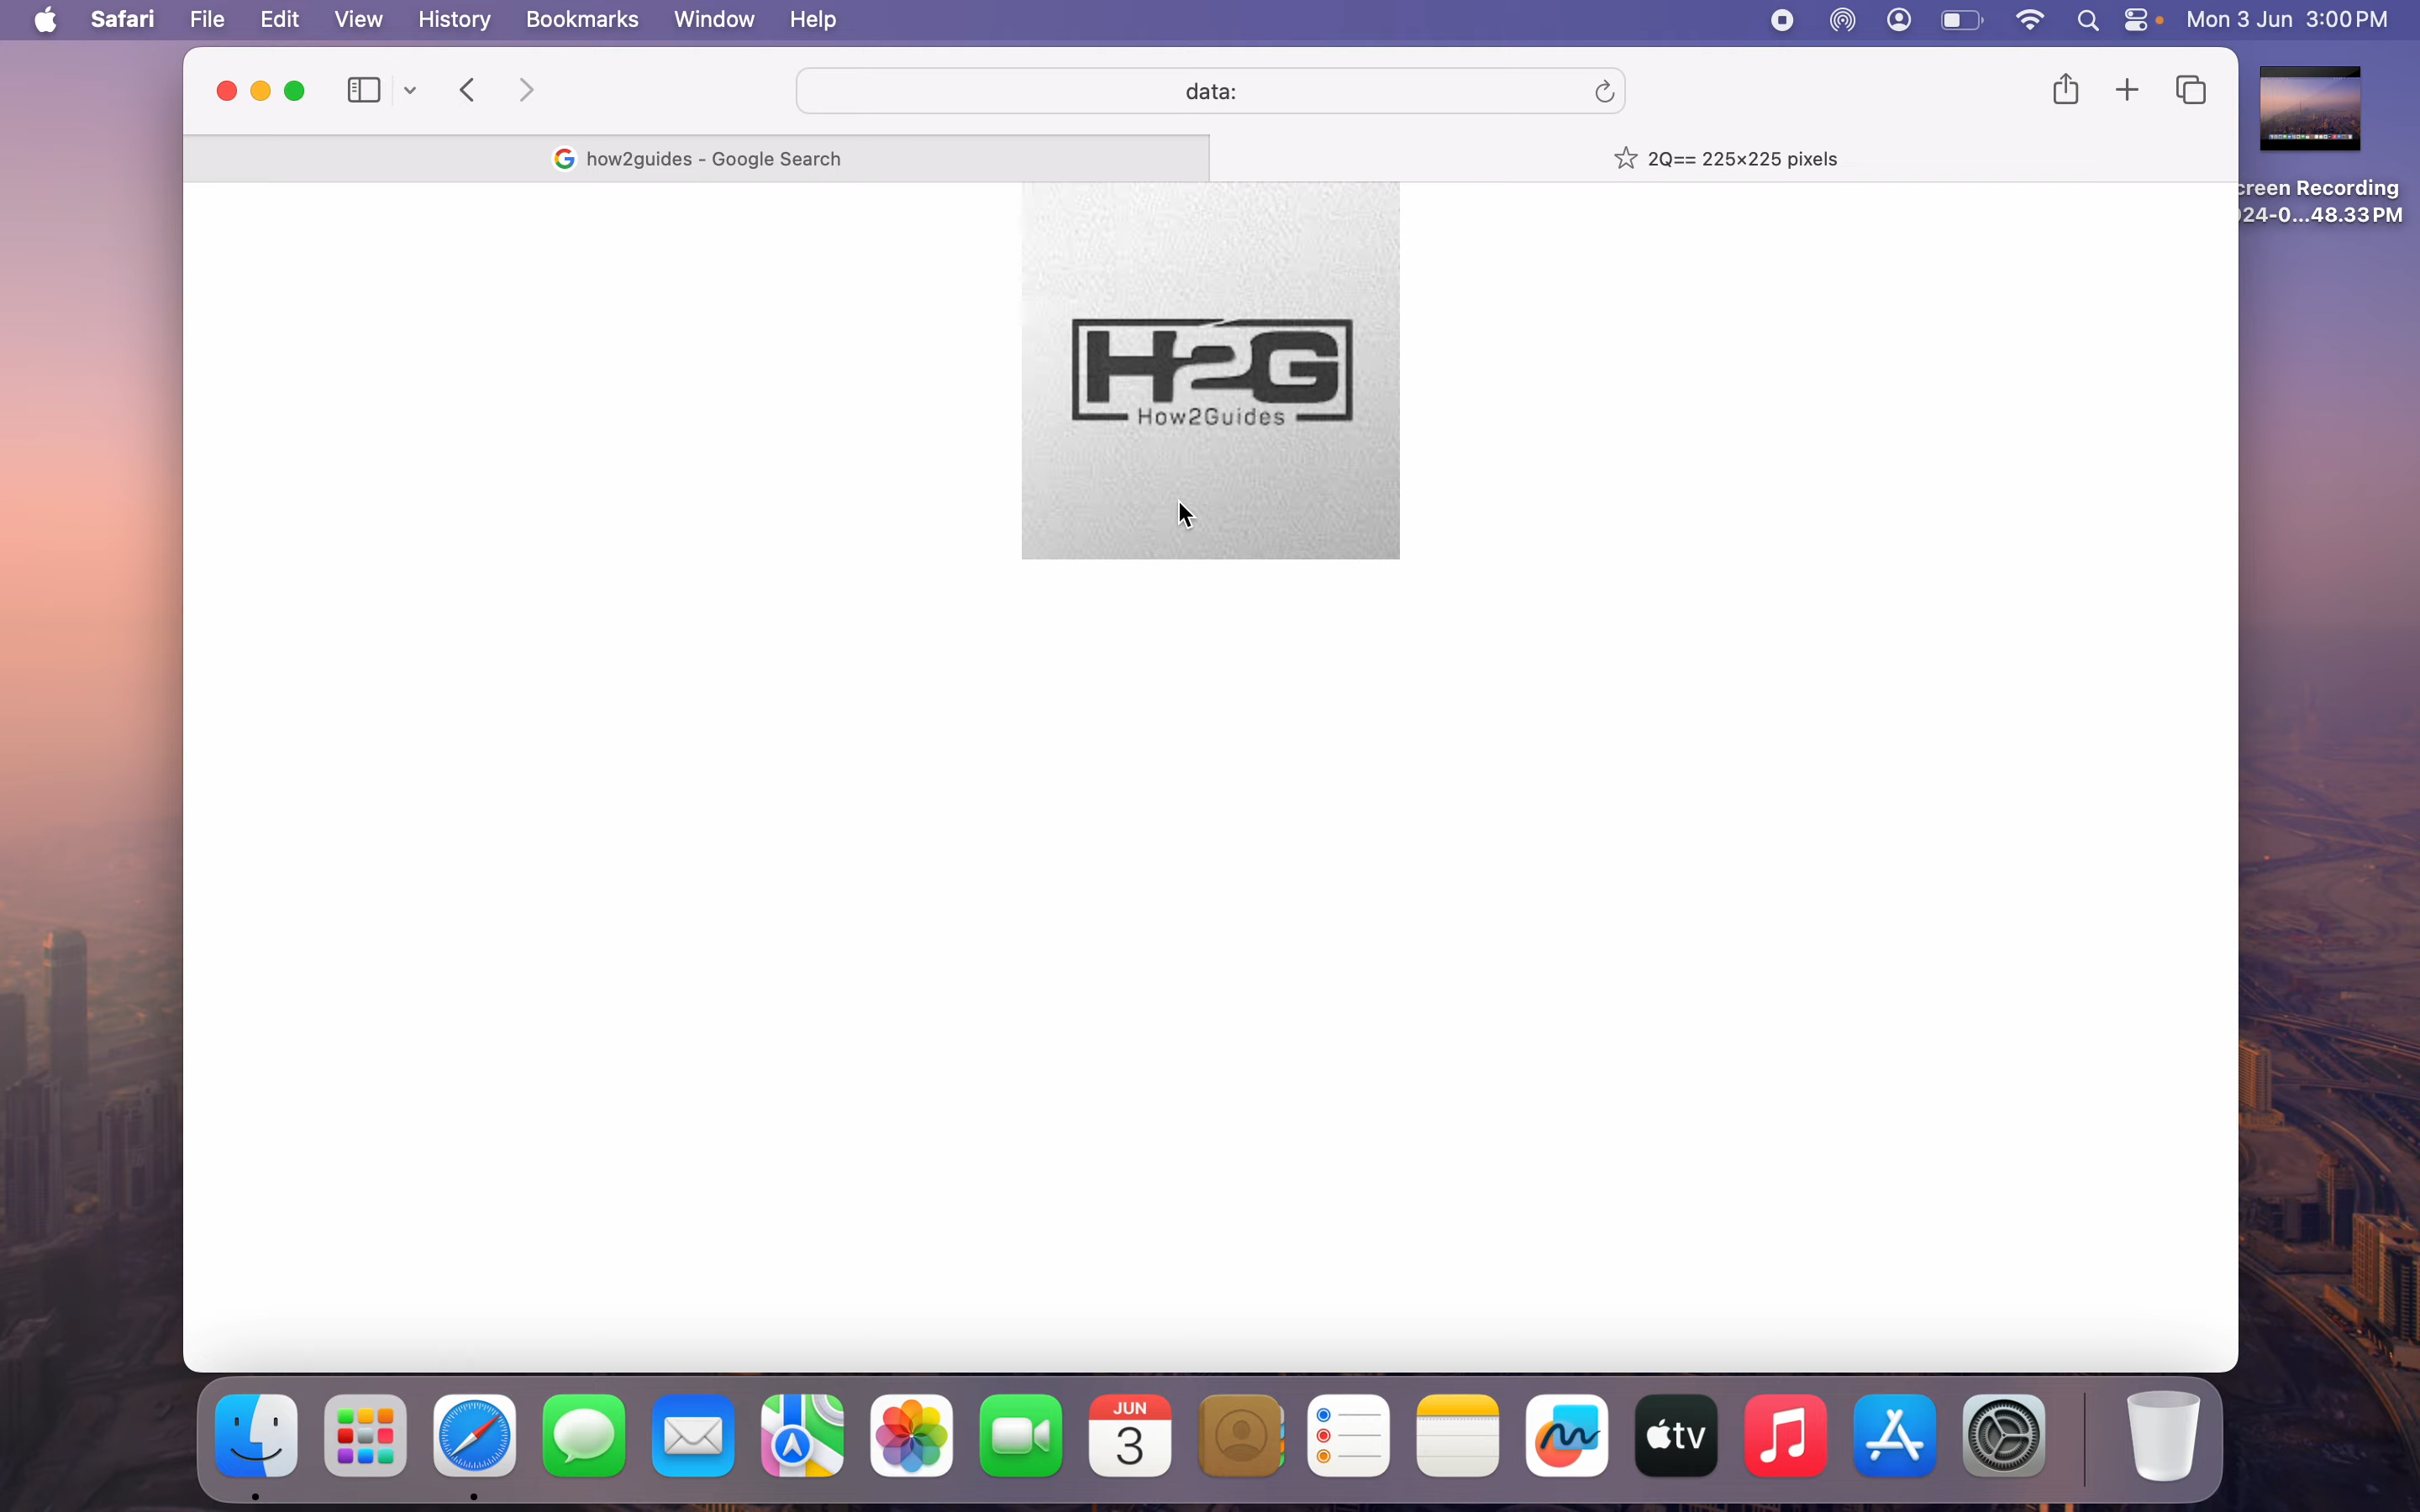 Safari File Edit View History Bookmarks Window Help Mon 3 Jun 3:00 PM
data:
how2guides - Google Search
2Q== 225×225 pixels
creen Recording
24-0...48.33 PM
H2G
How2Guides
JUN
3
tv